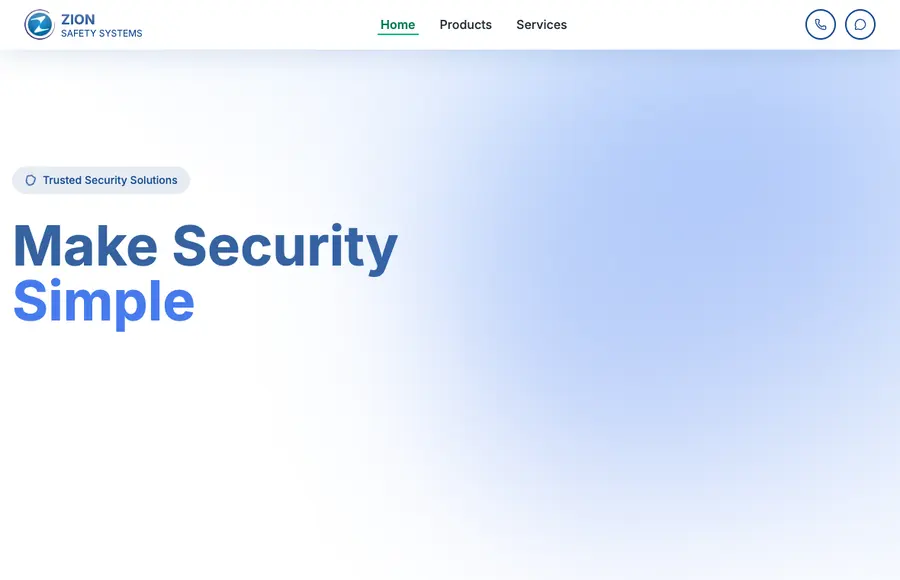 ZION
SAFETY SYSTEMS
Home
Products
Services
Trusted Security Solutions
Make Security
Simple